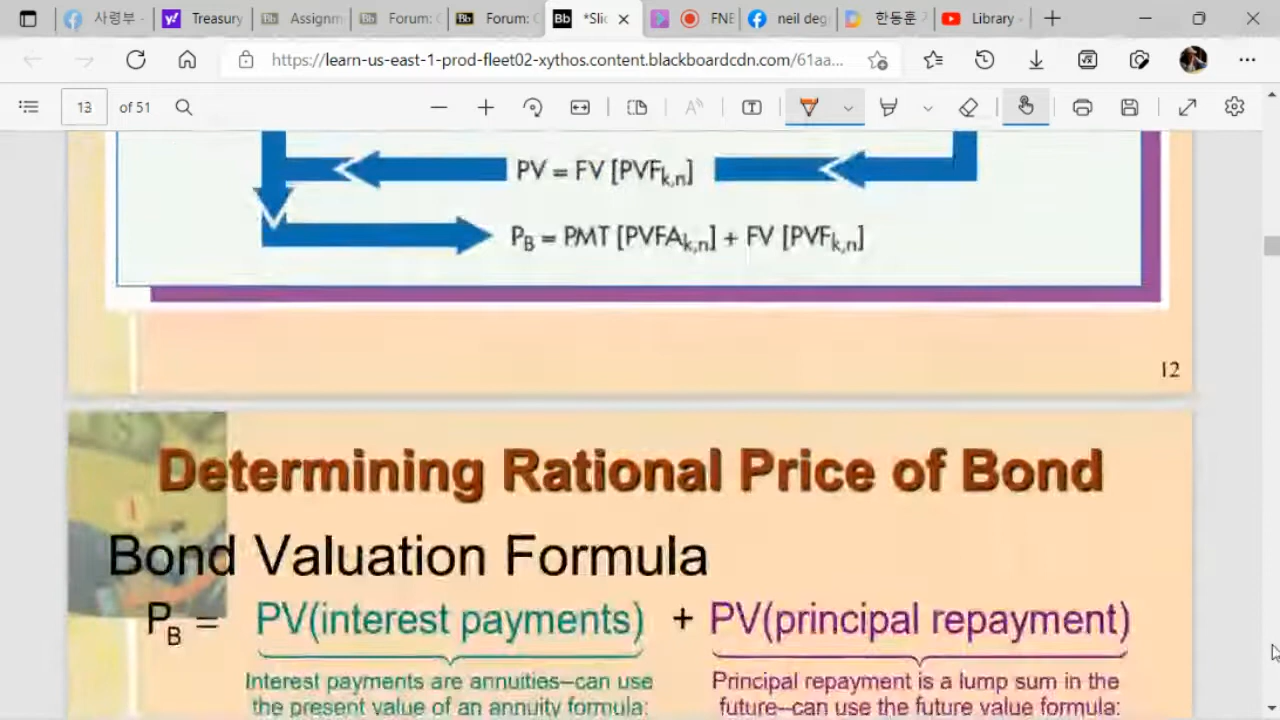 사령부 -
Treasury
Assignm
Forum: C
Forum: C
*Slic
FNE
neil deg
한동훈
Library -
https://learn-us-east-1-prod-fleet02-xythos.content.blackboardcdn.com/61aa...
13 of 51
PV = FV [PVFk,n]
PB = PMT [PVFAk,n] + FV [PVFk,n]
12
Determining Rational Price of Bond
Bond Valuation Formula
PB = PV(interest payments) + PV(principal repayment)
Interest payments are annuities–can use
the present value of an annuity formula:
Principal repayment is a lump sum in the
future–can use the future value formula: